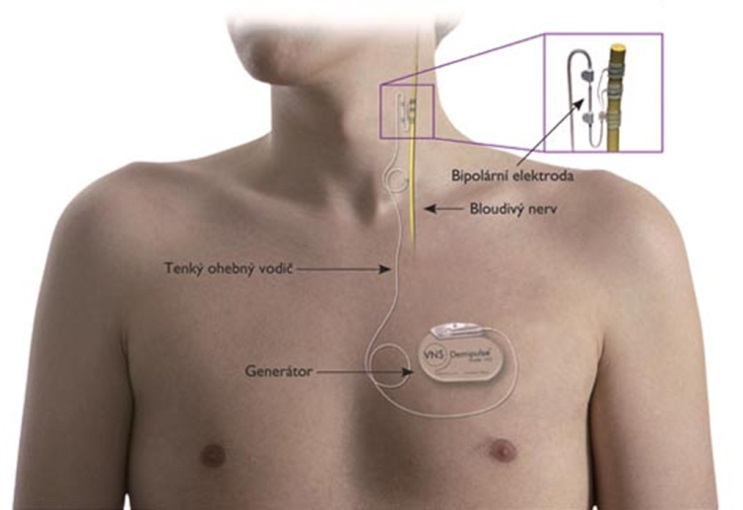 Bipolární elektroda
Bloudivý nerv
Tenký ohebný vodič
VNS Demipulse
Generátor